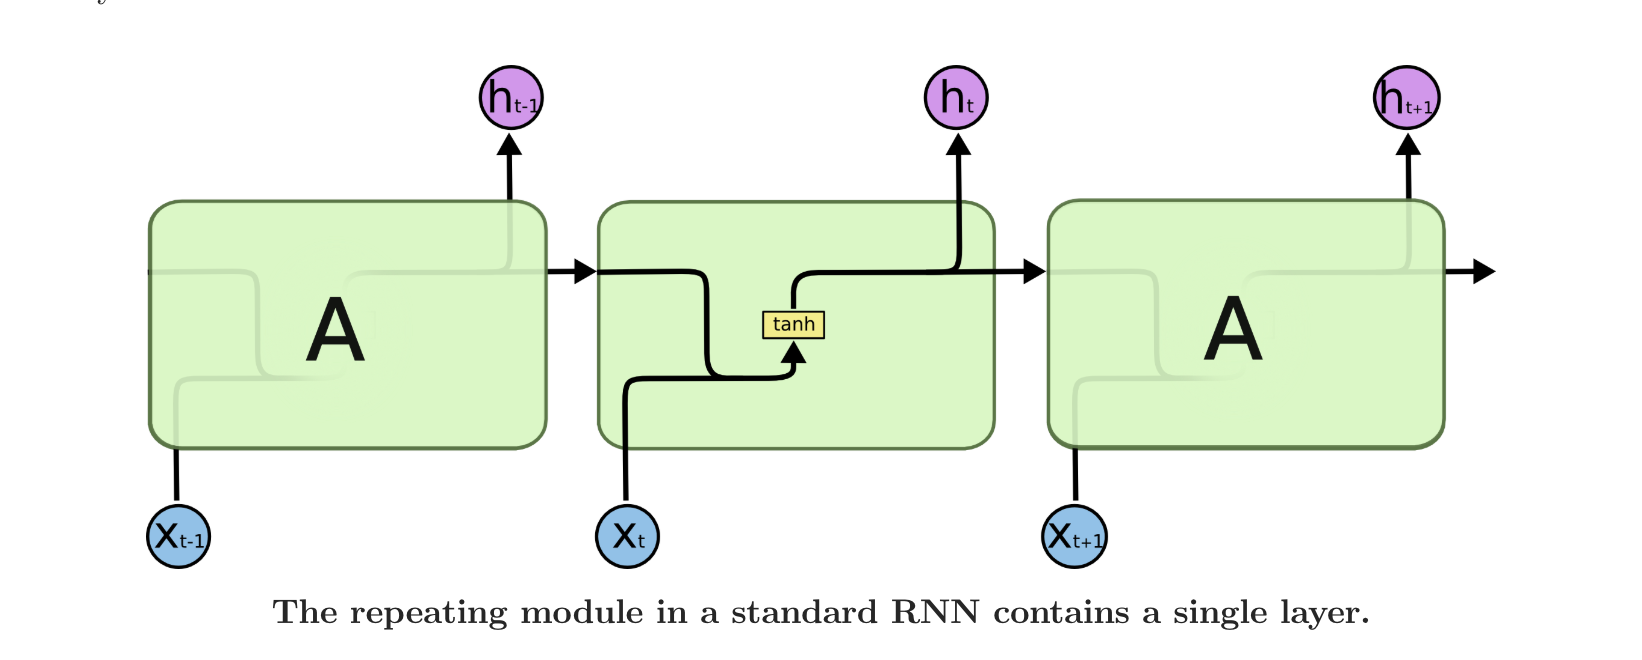 h_{t-1} h_t h_{t+1}
A tanh A
x_{t-1} x_t x_{t+1}
The repeating module in a standard RNN contains a single layer.